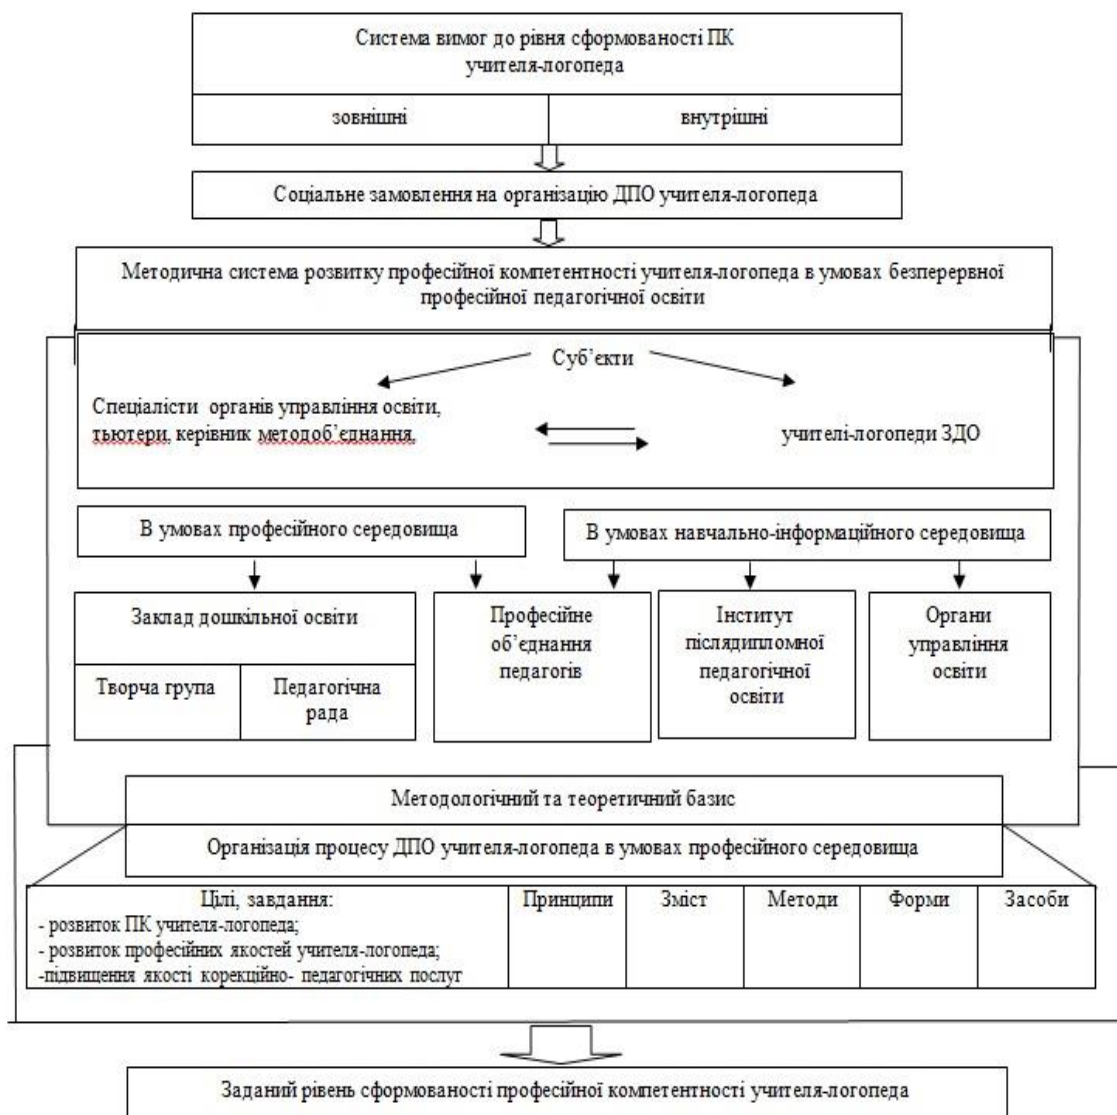 Система вимог до рівня сформованості ПК
учителя-логопеда
зовнішні
внутрішні
Соціальне замовлення на організацію ДПО учителя-логопеда
Методична система розвитку професійної компетентності учителя-логопеда в умовах безперервної
професійної педагогічної освіти
Суб’єкти
Спеціалісти органів управління освіти,
тьютери, керівник методоб’єднання,
учителі-логопеди ЗДО
В умовах професійного середовища
В умовах навчально-інформаційного середовища
Заклад дошкільної освіти
Творча група
Педагогічна
рада
Професійне
об’єднання
педагогів
Інститут
післядипломної
педагогічної
освіти
Органи
управління
освіти
Методологічний та теоретичний базис
Організація процесу ДПО учителя-логопеда в умовах професійного середовища
Цілі, завдання:
- розвиток ПК учителя-логопеда;
- розвиток професійних якостей учителя-логопеда;
-підвищення якості корекційно- педагогічних послуг
Принципи
Зміст
Методи
Форми
Засоби
Заданий рівень сформованості професійної компетентності учителя-логопеда